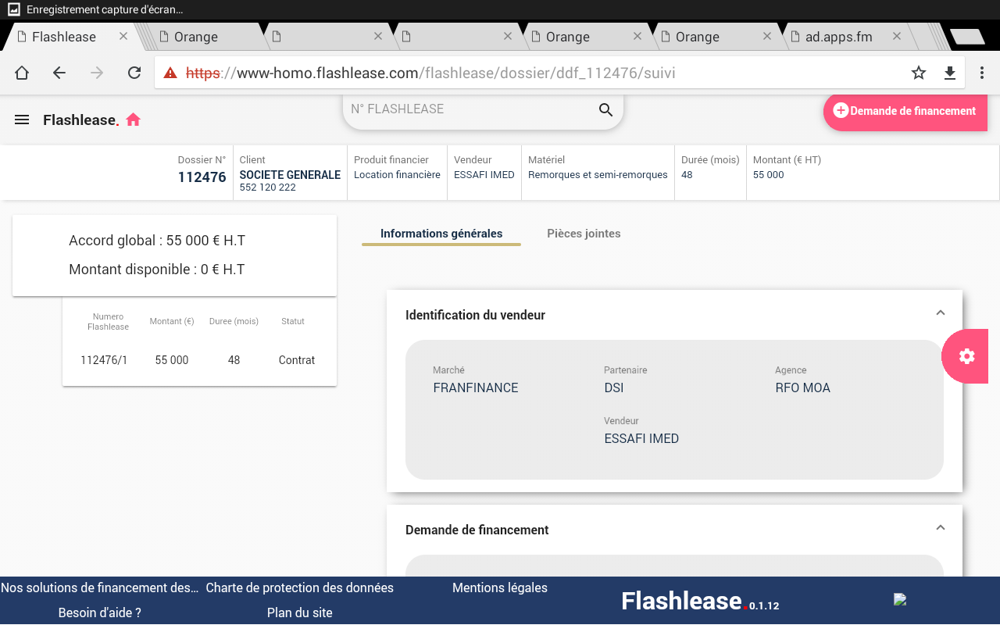 Enregistrement capture d'écran...
Flashlease
Orange
Orange
Orange
ad.apps.fm
https://www-homo.flashlease.com/flashlease/dossier/ddf_112476/suivi
Flashlease.
N° FLASHLEASE
Demande de financement
Dossier N°
112476
Client
SOCIETE GENERALE
552 120 222
Produit financier
Location financière
Vendeur
ESSAFI IMED
Matériel
Remorques et semi-remorques
Durée (mois)
48
Montant (€ HT)
55 000
Accord global : 55 000 € H.T
Montant disponible : 0 € H.T
Numero
Flashlease
Montant (€)
Duree (mois)
Statut
112476/1
55 000
48
Contrat
Informations générales
Pièces jointes
Identification du vendeur
Marché
FRANFINANCE
Partenaire
DSI
Agence
RFO MOA
Vendeur
ESSAFI IMED
Demande de financement
Nos solutions de financement des...
Charte de protection des données
Mentions légales
Besoin d'aide ?
Plan du site
Flashlease.0.1.12